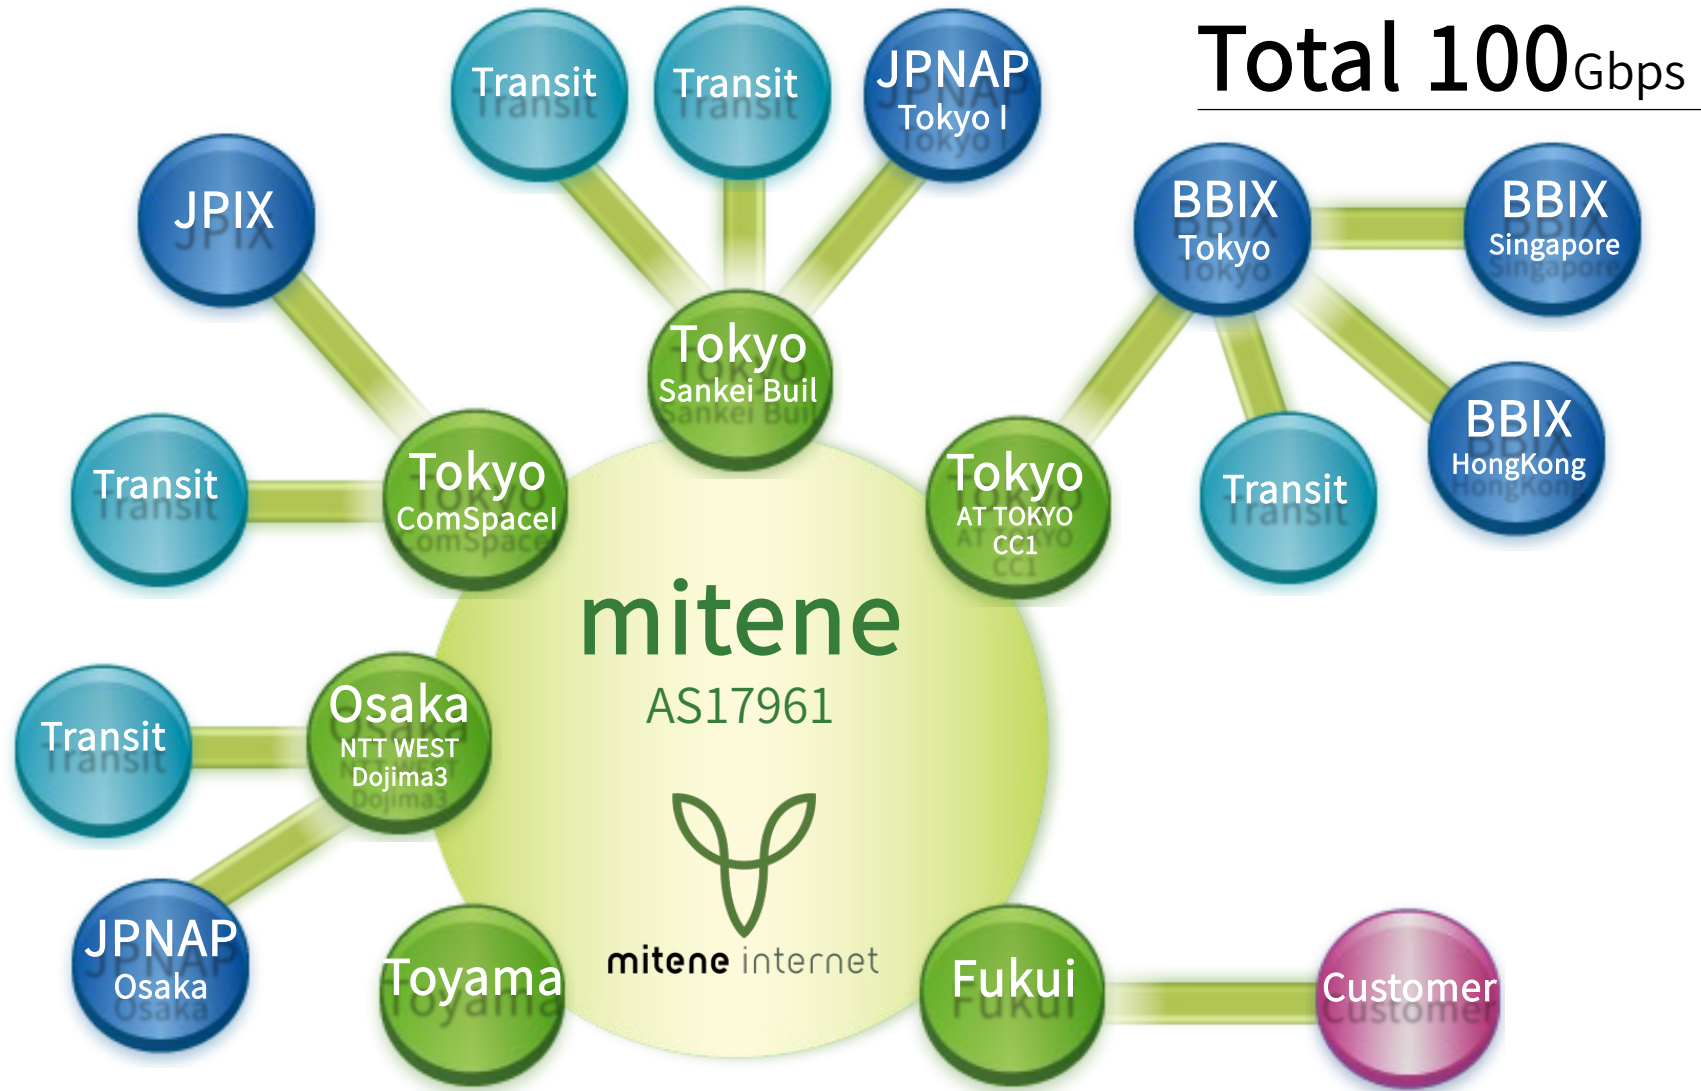 Total 100Gbps
Transit
Transit
JPNAP
Tokyo I
JPIX
BBIX
Tokyo
BBIX
Singapore
Tokyo
Sankei Buil
BBIX
HongKong
Transit
Tokyo
ComSpaceI
Tokyo
AT TOKYO
CC1
Transit
mitene
AS17961
Transit
Osaka
NTT WEST
Dojima3
JPNAP
Osaka
Toyama
mitene internet
Fukui
Customer